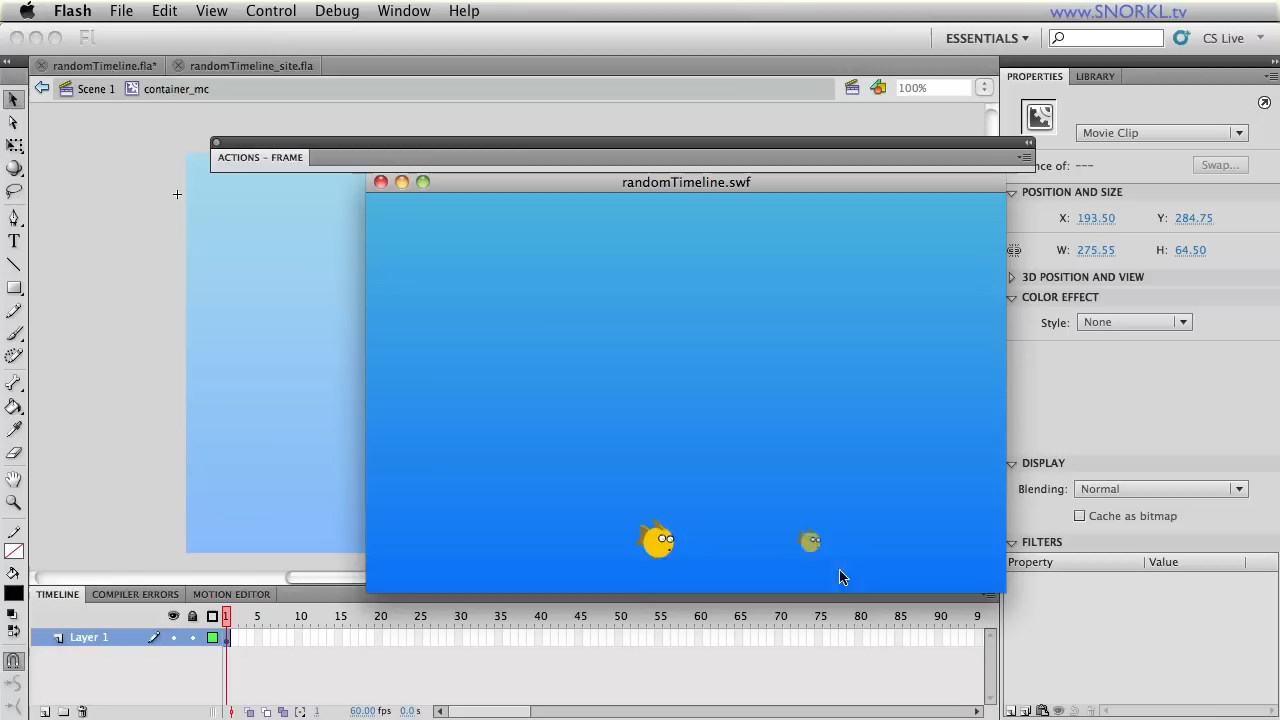 Flash File Edit View Control Debug Window Help
www.SNORKL.tv
Fl ESSENTIALS CS Live
randomTimeline.fla* randomTimeline_site.fla
PROPERTIES LIBRARY
Scene 1 container_mc 100%
Movie Clip
ACTIONS – FRAME
nce of: --- Swap...
randomTimeline.swf
POSITION AND SIZE
X: 193.50 Y: 284.75
W: 275.55 H: 64.50
3D POSITION AND VIEW
COLOR EFFECT
Style: None
DISPLAY
Blending: Normal
Cache as bitmap
FILTERS
Property Value
TIMELINE COMPILER ERRORS MOTION EDITOR
1 5 10 15 20 25 30 35 40 45 50 55 60 65 70 75 80 85 90 9
Layer 1
1 60.00 fps 0.0 s